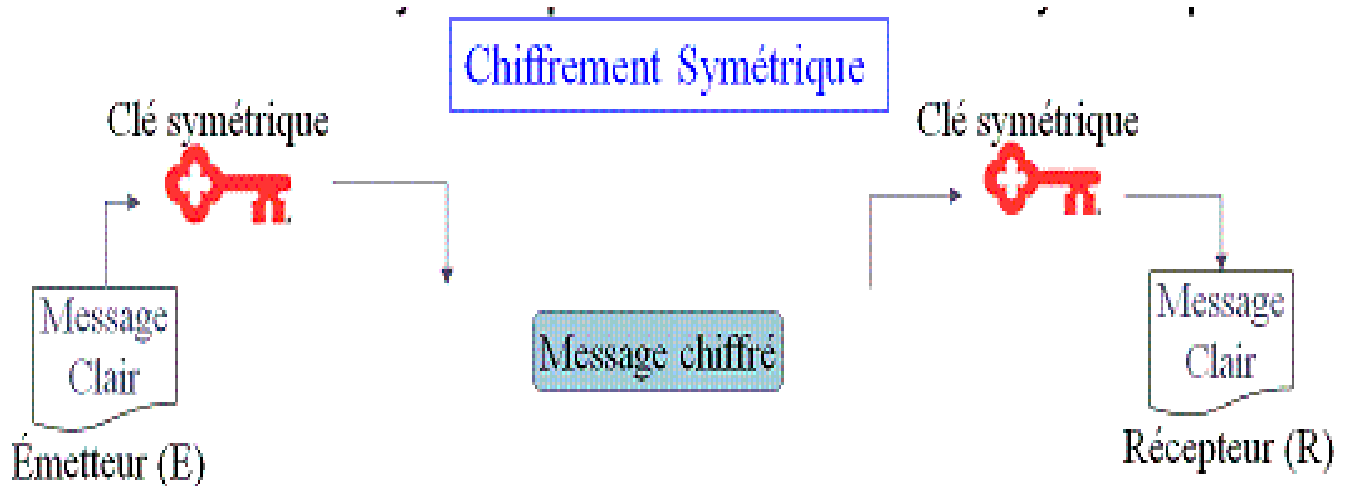 Chiffrement Symétrique
Clé symétrique
Clé symétrique
Message
Clair
Message chiffré
Message
Clair
Émetteur (E)
Récepteur (R)